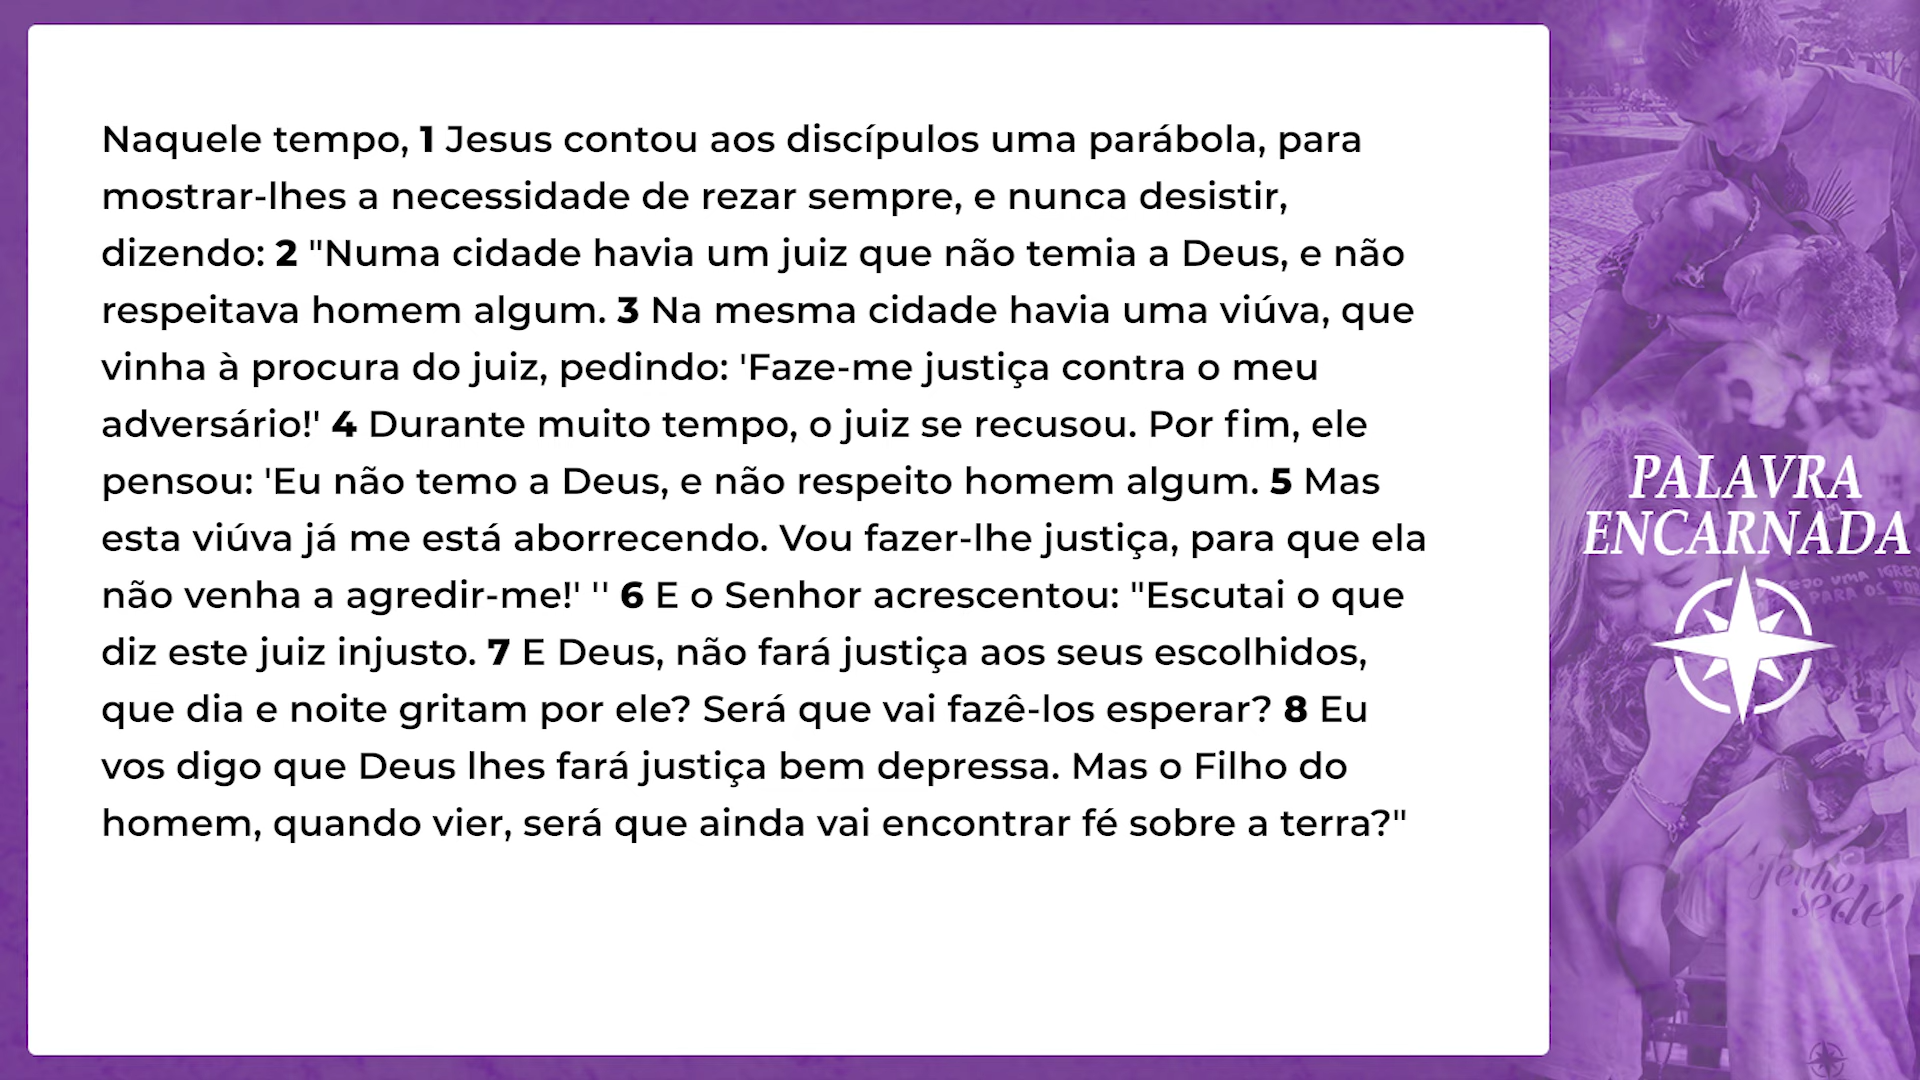 Naquele tempo, 1 Jesus contou aos discípulos uma parábola, para
mostrar-lhes a necessidade de rezar sempre, e nunca desistir,
dizendo: 2 "Numa cidade havia um juiz que não temia a Deus, e não
respeitava homem algum. 3 Na mesma cidade havia uma viúva, que
vinha à procura do juiz, pedindo: 'Faze-me justiça contra o meu
adversário!' 4 Durante muito tempo, o juiz se recusou. Por fim, ele
pensou: 'Eu não temo a Deus, e não respeito homem algum. 5 Mas
esta viúva já me está aborrecendo. Vou fazer-lhe justiça, para que ela
não venha a agredir-me!' '' 6 E o Senhor acrescentou: "Escutai o que
diz este juiz injusto. 7 E Deus, não fará justiça aos seus escolhidos,
que dia e noite gritam por ele? Será que vai fazê-los esperar? 8 Eu
vos digo que Deus lhes fará justiça bem depressa. Mas o Filho do
homem, quando vier, será que ainda vai encontrar fé sobre a terra?"
PALAVRA
ENCARNADA
UMA IGREJ
PARA OS
Tenho
sede!